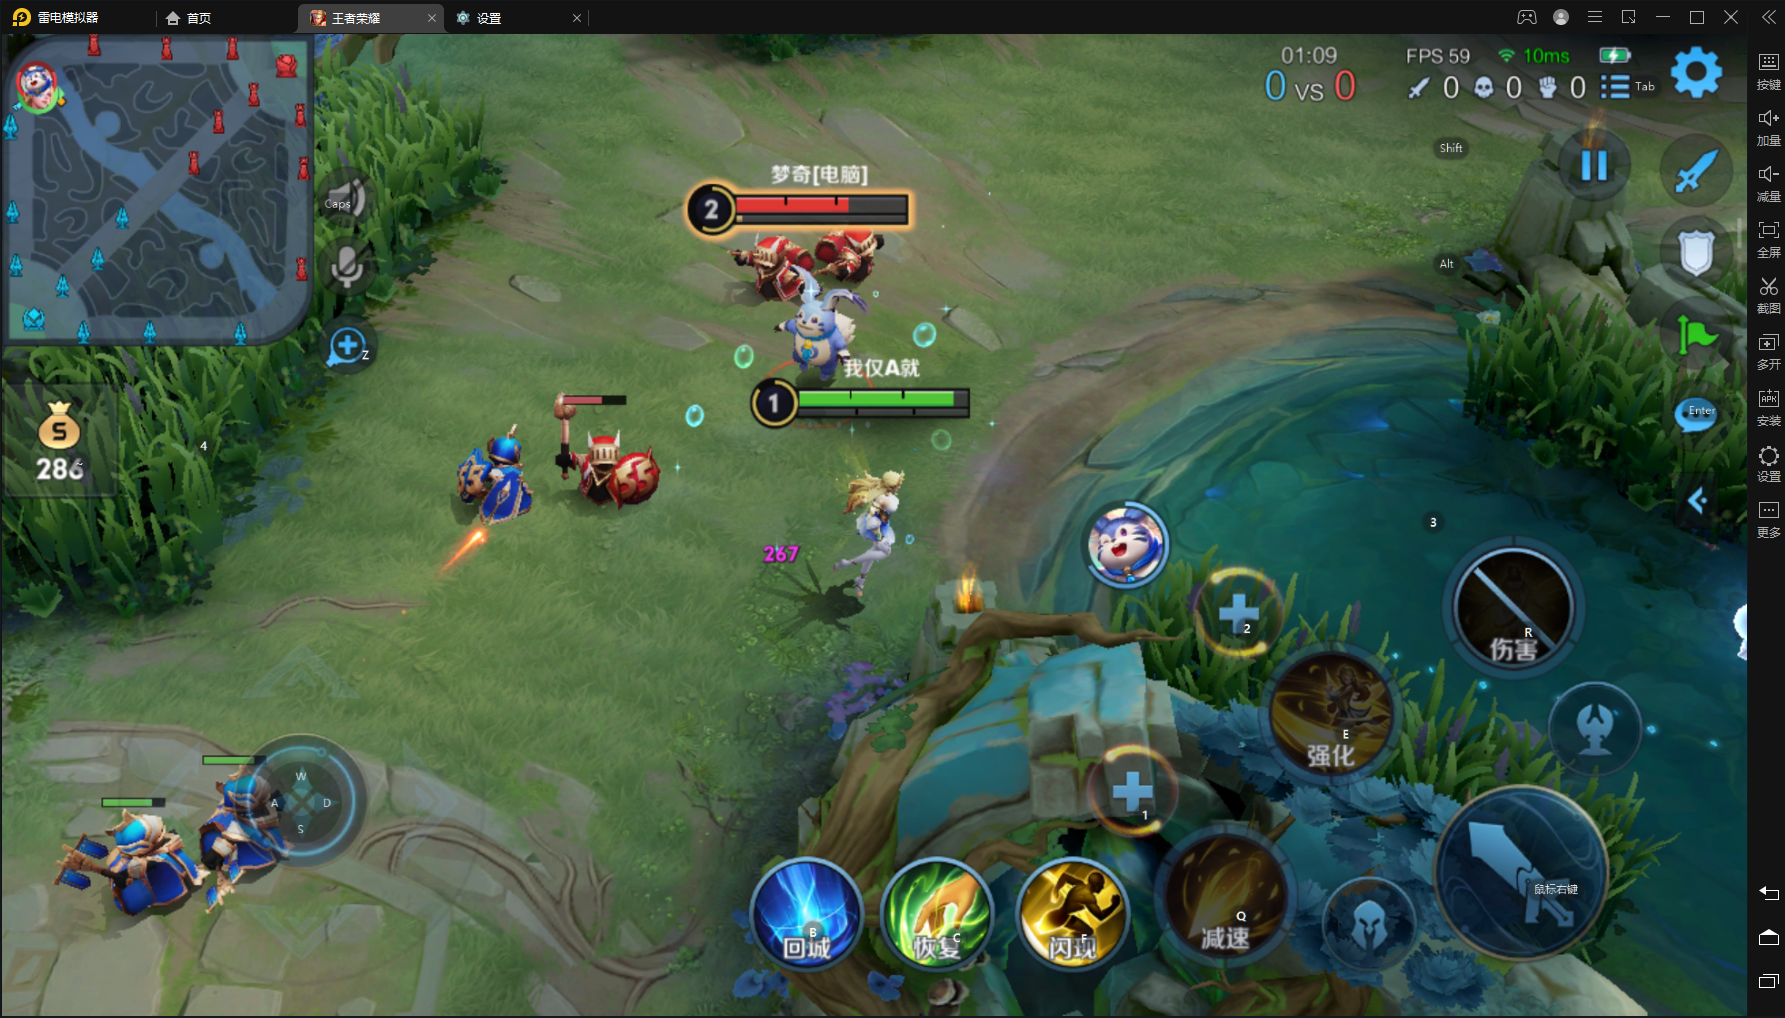 雷电模拟器
首页
王者荣耀
设置
01:09
0 VS 0
FPS 59
10ms
0 0 0
Tab
按键
加量
减量
全屏
截图
多开
安装
设置
更多
Shift
Alt
Enter
Caps
Z
286
4
梦奇[电脑]
2
我仅A就
1
267
55
3
R
伤害
2
E
强化
1
W
A
D
S
B
回城
C
恢复
F
闪现
Q
减速
鼠标右键
APK
S